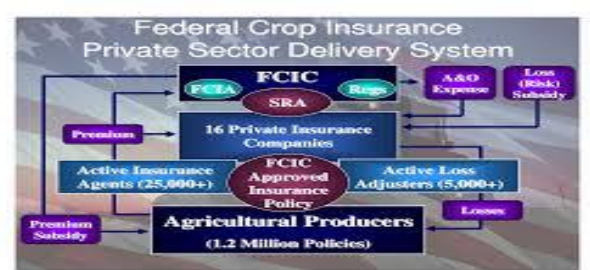 Federal Crop Insurance
Private Sector Delivery System
FCIC
FCIA
Regs
SRA
A&O
Expense
Loss
(Risk)
Subsidy
Premium
16 Private Insurance
Companies
Active Insurance
Agents (25,000+)
FCIC
Approved
Insurance
Policy
Active Loss
Adjusters (5,000+)
Premium
Subsidy
Agricultural Producers
(1.2 Million Policies)
Losses